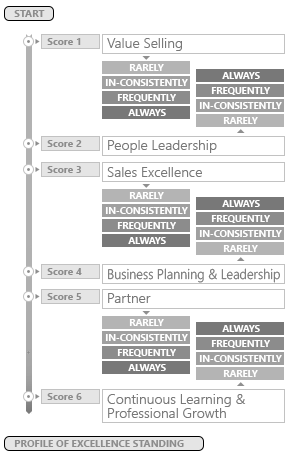 START
Score 1
Value Selling
RARELY
IN-CONSISTENTLY
FREQUENTLY
ALWAYS
ALWAYS
FREQUENTLY
IN-CONSISTENTLY
RARELY
Score 2
People Leadership
Score 3
Sales Excellence
RARELY
IN-CONSISTENTLY
FREQUENTLY
ALWAYS
ALWAYS
FREQUENTLY
IN-CONSISTENTLY
RARELY
Score 4
Business Planning & Leadership
Score 5
Partner
RARELY
IN-CONSISTENTLY
FREQUENTLY
ALWAYS
ALWAYS
FREQUENTLY
IN-CONSISTENTLY
RARELY
Score 6
Continuous Learning &
Professional Growth
PROFILE OF EXCELLENCE STANDING